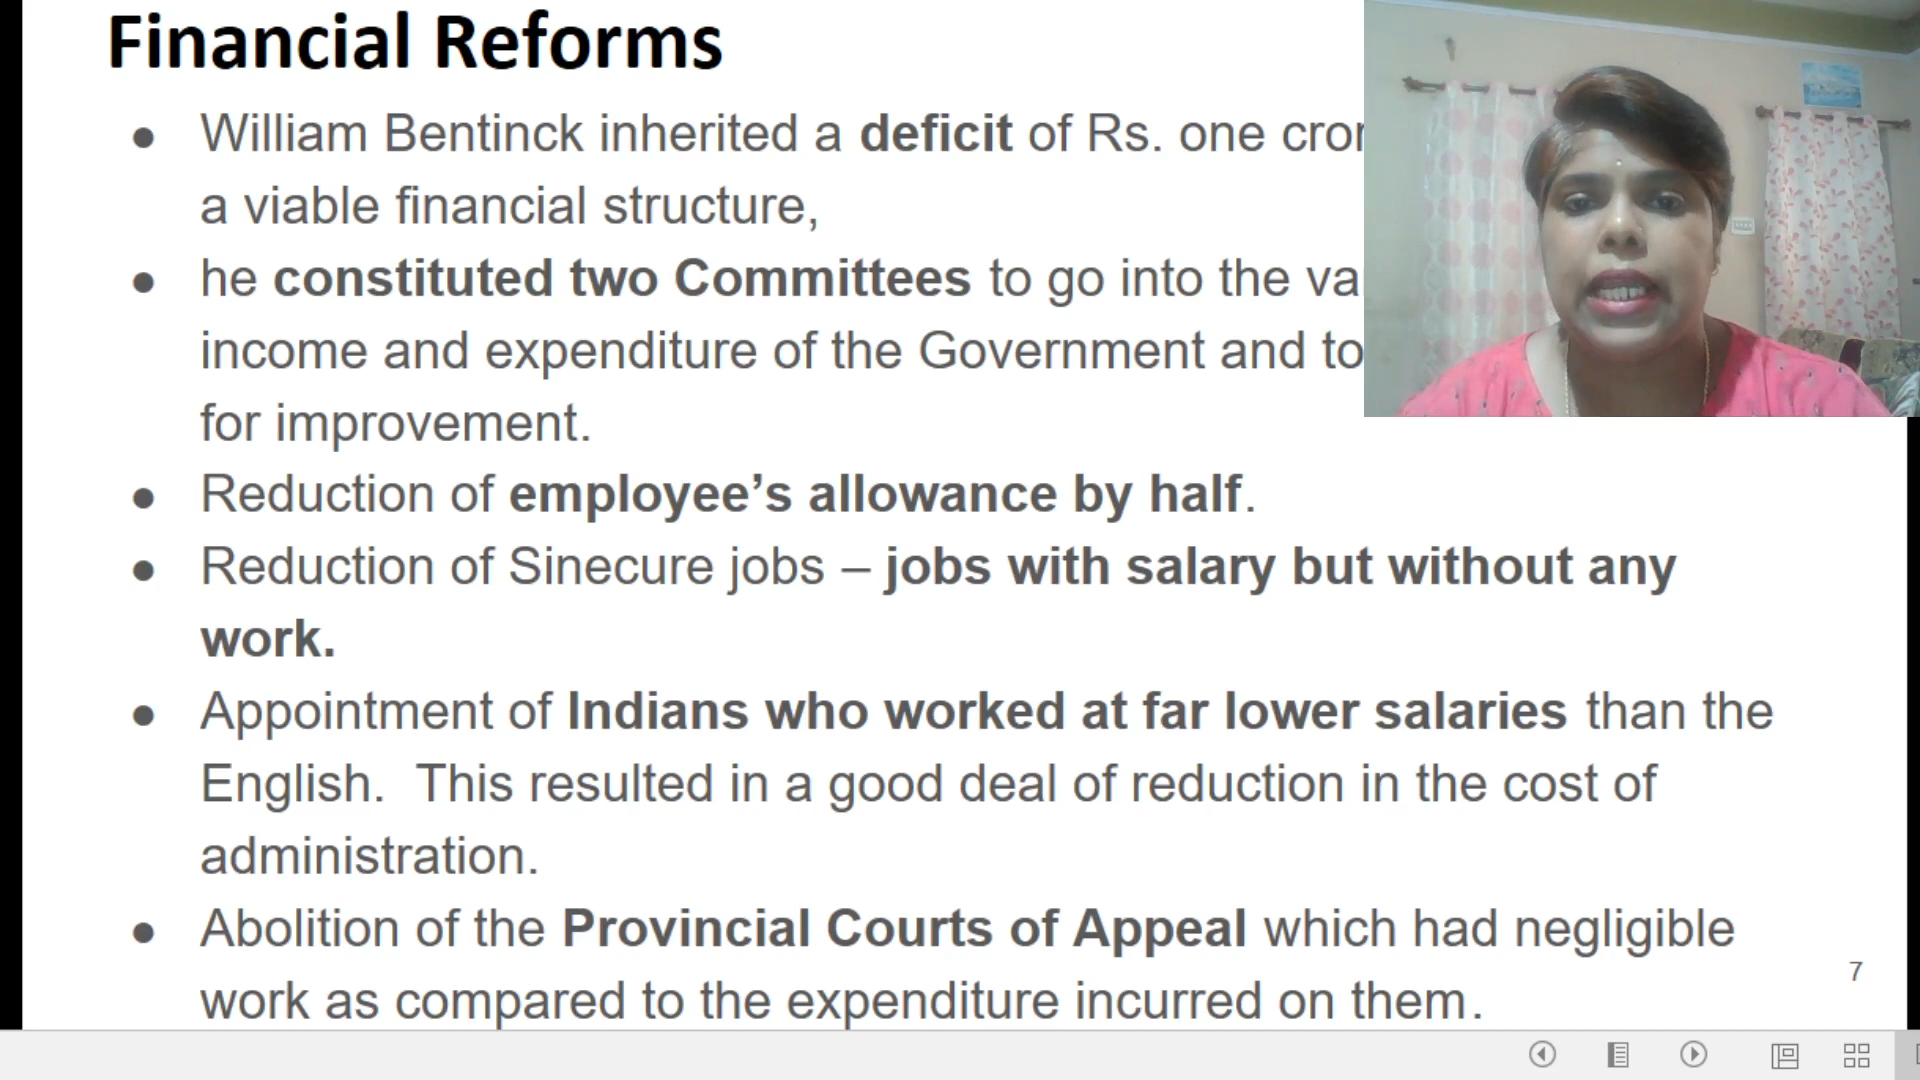 Financial Reforms
● William Bentinck inherited a deficit of Rs. one
a viable financial structure,
● he constituted two Committees to go into the
income and expenditure of the Government and to
for improvement.
● Reduction of employee’s allowance by half.
● Reduction of Sinecure jobs – jobs with salary but without any
work.
● Appointment of Indians who worked at far lower salaries than the
English.  This resulted in a good deal of reduction in the cost of
administration.
● Abolition of the Provincial Courts of Appeal which had negligible
work as compared to the expenditure incurred on them.
7